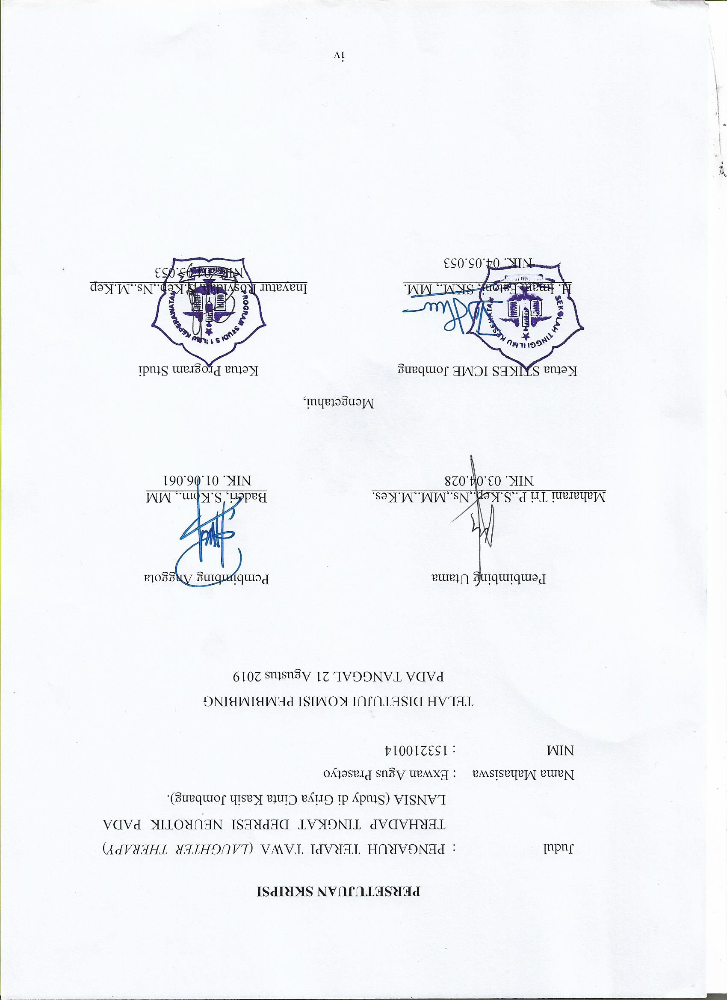 PERSETUJUAN SKRIPSI
Judul : PENGARUH TERAPI TAWA (LAUGHTER THERAPY)
TERHADAP TINGKAT DEPRESI NEUROTIK PADA
LANSIA (Study di Griya Cinta Kasih Jombang).
Nama Mahasiswa : Exwan Agus Prasetyo
NIM : 153210014
TELAH DISETUJUI KOMISI PEMBIMBING
PADA TANGGAL 21 Agustus 2019
Pembimbing Utama
Maharani Tri P.,S.Kep.,Ns.,MM.,M.Kes.
NIK. 03.04.028
Pembimbing Anggota
Baderi, S.Kom., MM
NIK. 01.06.061
Mengetahui,
Ketua STIKES ICME Jombang
SEKOLAH TINGGI ILMU KESEHATAN
H. Imam Fatoni, SKM., MM.
NIK. 04.05.053
Ketua Program Studi
PROGRAM STUDI S1 ILMU KEPERAWATAN
Inayatur Rosyidah,S.Kep.,Ns.,M.Kep
NIK. 04.05.053
iv